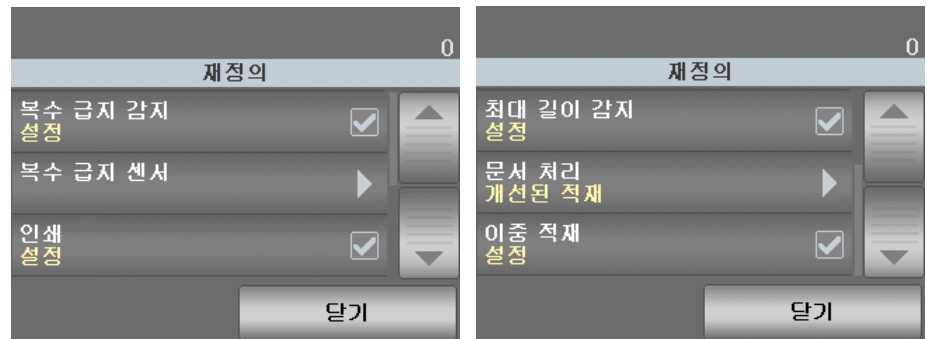 0
재정의
복수 급지 감지
설정
복수 급지 센서
인쇄
설정
닫기
0
재정의
최대 길이 감지
설정
문서 처리
개선된 적재
이중 적재
설정
닫기